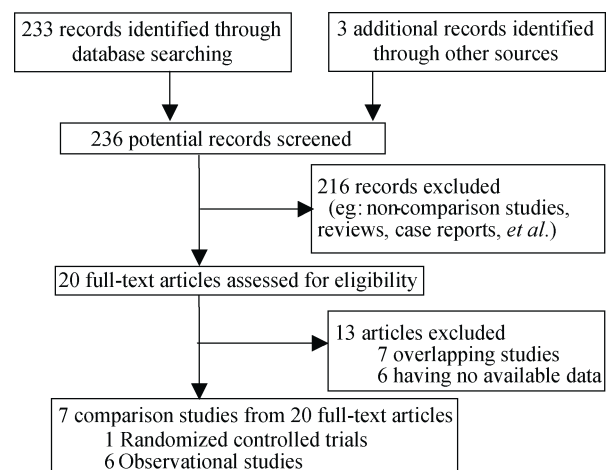 233 records identified through
database searching
3 additional records identified
through other sources
236 potential records screened
216 records excluded
(eg: non-comparison studies,
reviews, case reports, et al.)
20 full-text articles assessed for eligibility
13 articles excluded
7 overlapping studies
6 having no available data
7 comparison studies from 20 full-text articles
1 Randomized controlled trials
6 Observational studies